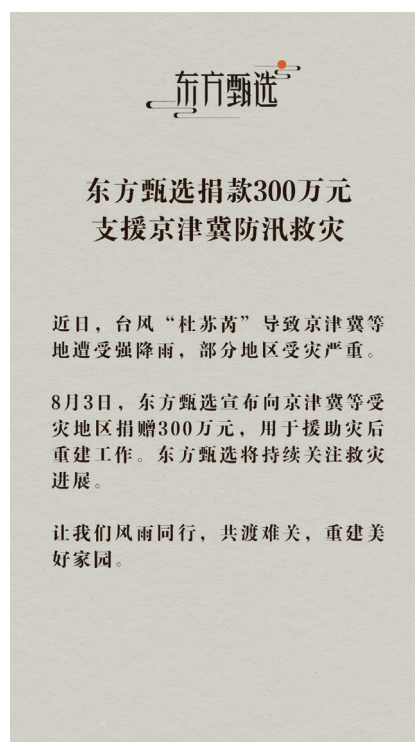 东方甄选
东方甄选捐款300万元
支援京津冀防汛救灾
近日，台风“杜苏芮”导致京津冀等
地遭受强降雨，部分地区受灾严重。
8月3日，东方甄选宣布向京津冀等受
灾地区捐赠300万元，用于援助灾后
重建工作。东方甄选将持续关注救灾
进展。
让我们风雨同行，共渡难关，重建美
好家园。